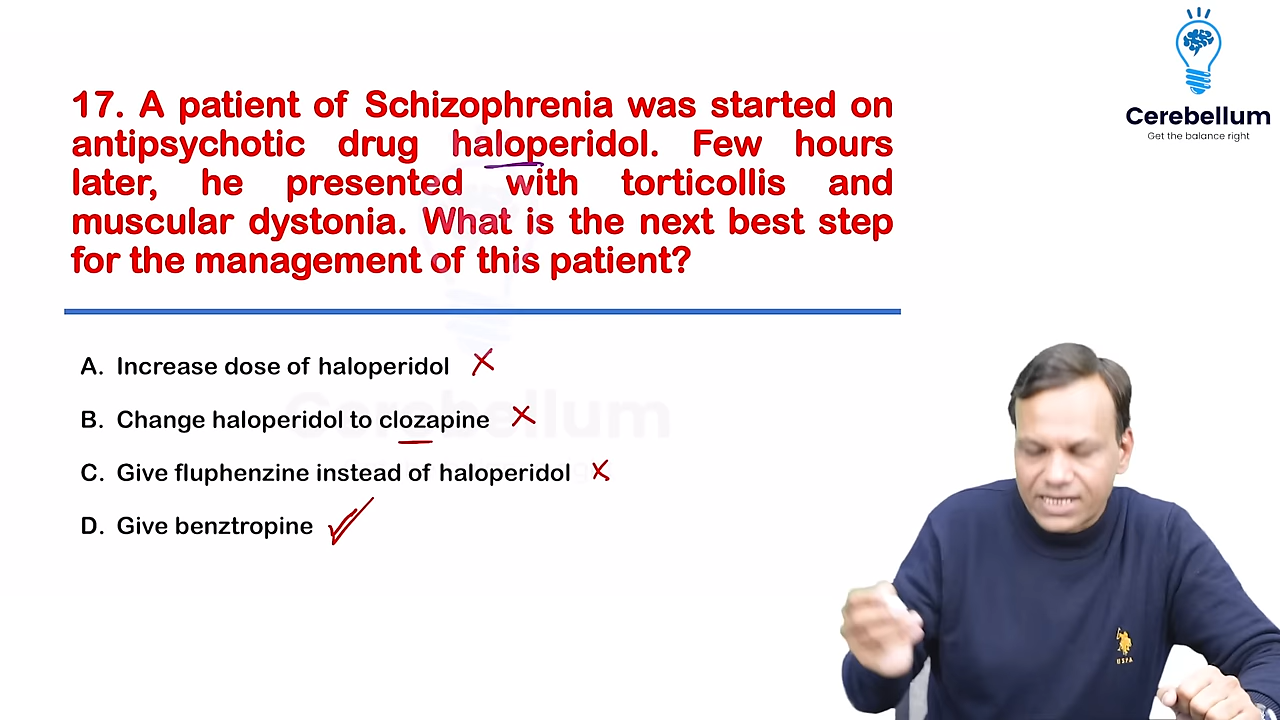 Cerebellum
Get the balance right
17. A patient of Schizophrenia was started on
antipsychotic drug haloperidol. Few hours
later, he presented with torticollis and
muscular dystonia. What is the next best step
for the management of this patient?
A. Increase dose of haloperidol
B. Change haloperidol to clozapine
C. Give fluphenzine instead of haloperidol
D. Give benztropine
Cerebellum
USPA